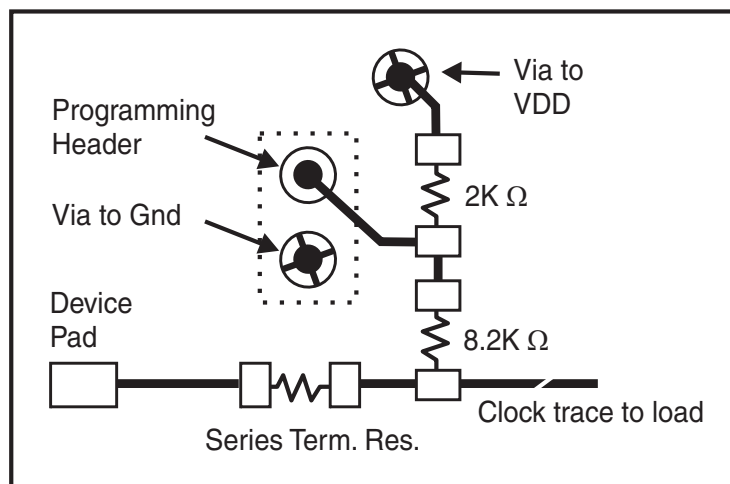 Via to
VDD
Programming
Header
2K Ω
Via to Gnd
Device
Pad
8.2K Ω
Clock trace to load
Series Term. Res.